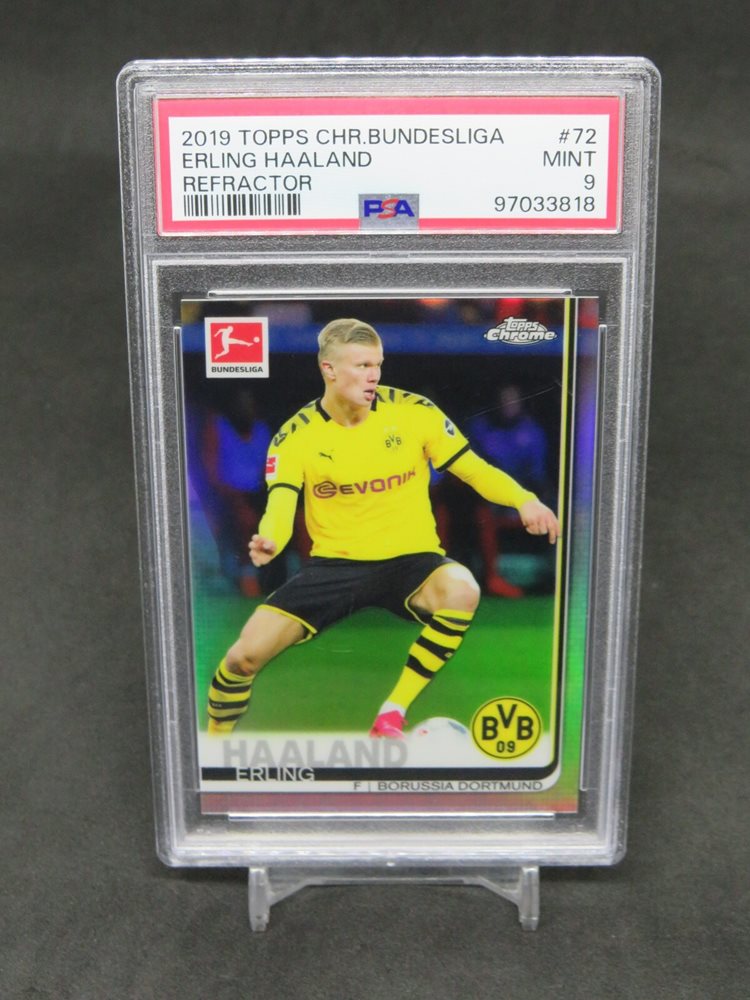 2019 TOPPS CHR.BUNDESLIGA #72
ERLING HAALAND MINT
REFRACTOR 9
PSA 97033818
BUNDESLIGA
Topps
Chrome
BVB
09
EVONIK
BVB
09
HAALAND
ERLING
F | BORUSSIA DORTMUND